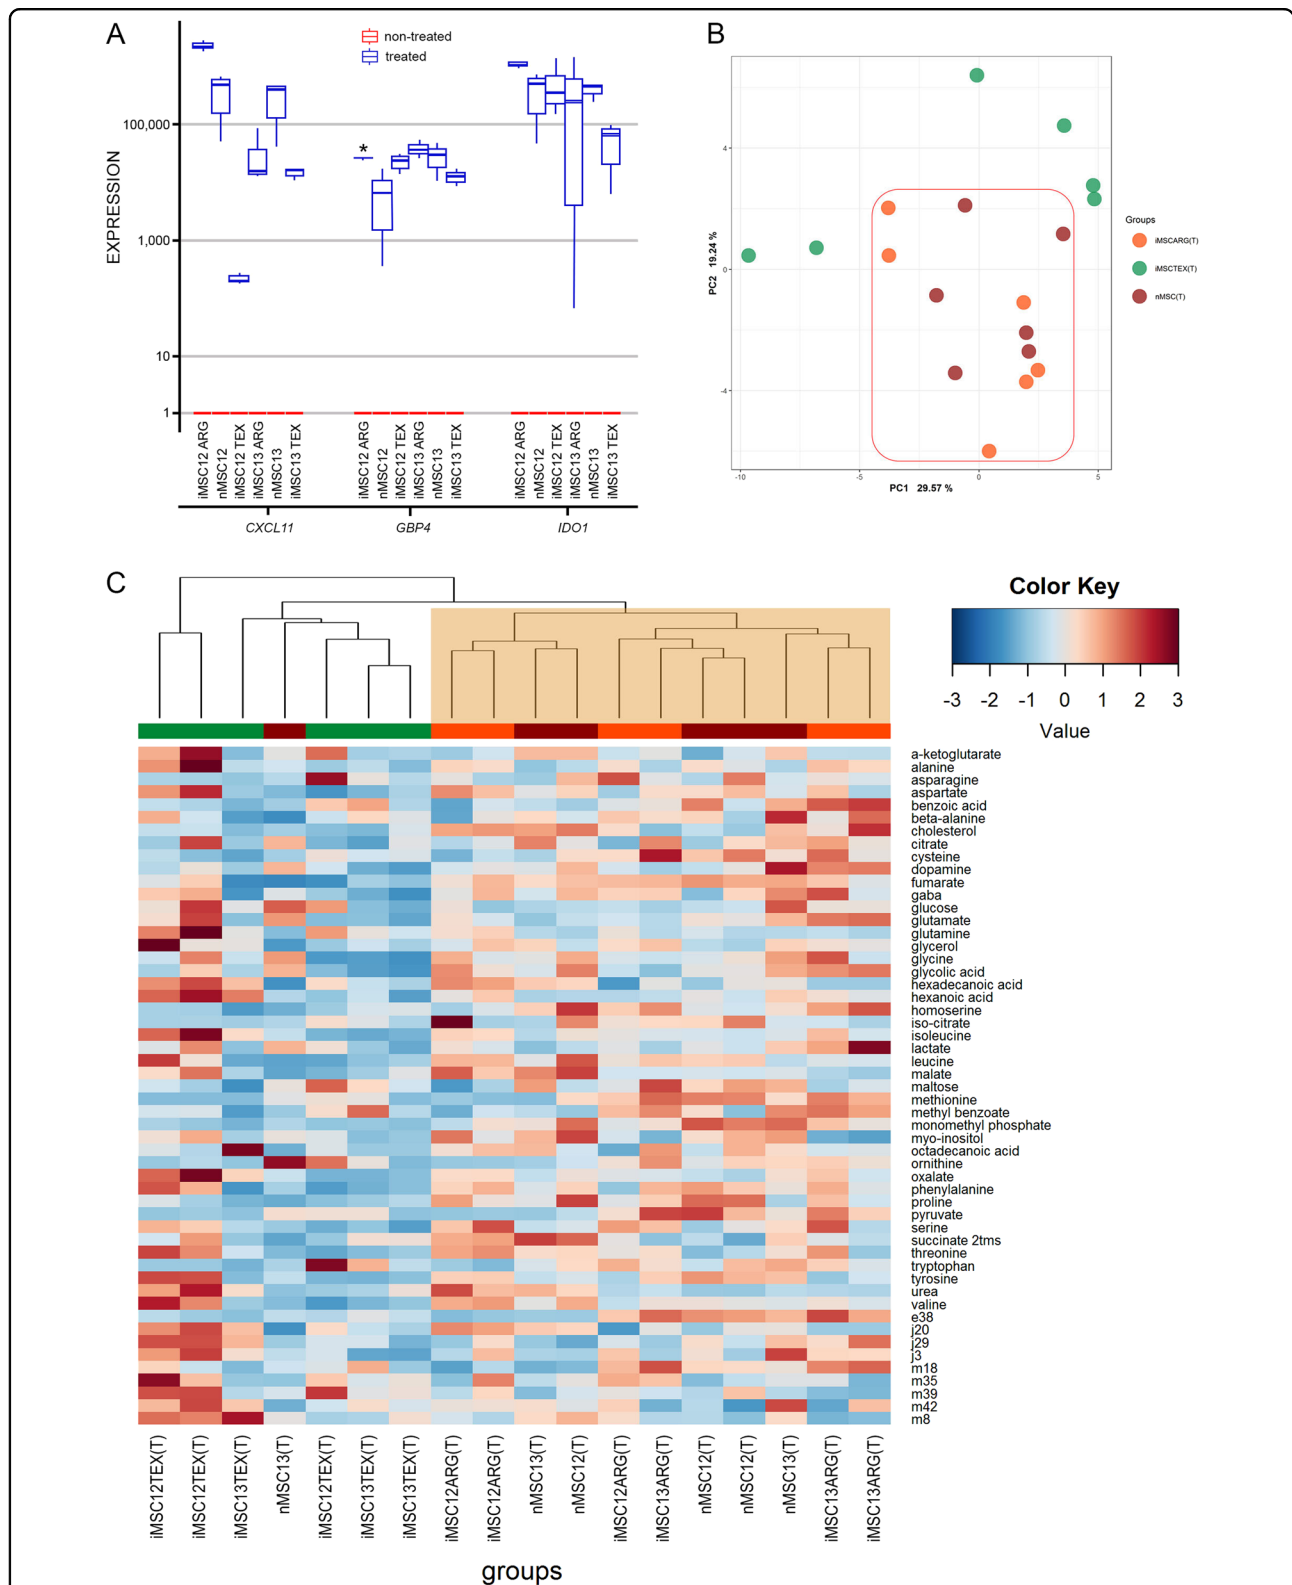 A
non-treated
treated
*
EXPRESSION
100,000
1,000
10
1
iMSC12 ARG
nMSC12
iMSC12 TEX
iMSC13 ARG
nMSC13
iMSC13 TEX
iMSC12 ARG
nMSC12
iMSC12 TEX
iMSC13 ARG
nMSC13
iMSC13 TEX
iMSC12 ARG
nMSC12
iMSC12 TEX
iMSC13 ARG
nMSC13
iMSC13 TEX
CXCL11 GBP4 IDO1
B
PC2 19.24 %
4
0
-4
-10 -5 0 5
PC1 29.57 %
Groups
iMSCARG(T)
iMSCTEX(T)
nMSC(T)
C
Color Key
-3 -2 -1 0 1 2 3
Value
a-ketoglutarate
alanine
asparagine
aspartate
benzoic acid
beta-alanine
cholesterol
citrate
cysteine
dopamine
fumarate
gaba
glucose
glutamate
glutamine
glycerol
glycine
glycolic acid
hexadecanoic acid
hexanoic acid
homoserine
iso-citrate
isoleucine
lactate
leucine
malate
maltose
methionine
methyl benzoate
monomethyl phosphate
myo-inositol
octadecanoic acid
ornithine
oxalate
phenylalanine
proline
pyruvate
serine
succinate 2tms
threonine
tryptophan
tyrosine
urea
valine
e38
j20
j29
j3
m18
m35
m39
m42
m8
iMSC12TEX(T)
iMSC12TEX(T)
iMSC13TEX(T)
nMSC13(T)
iMSC12TEX(T)
iMSC13TEX(T)
iMSC13TEX(T)
iMSC12ARG(T)
iMSC12ARG(T)
nMSC13(T)
nMSC12(T)
iMSC12ARG(T)
iMSC13ARG(T)
nMSC12(T)
nMSC12(T)
nMSC13(T)
iMSC13ARG(T)
iMSC13ARG(T)
groups